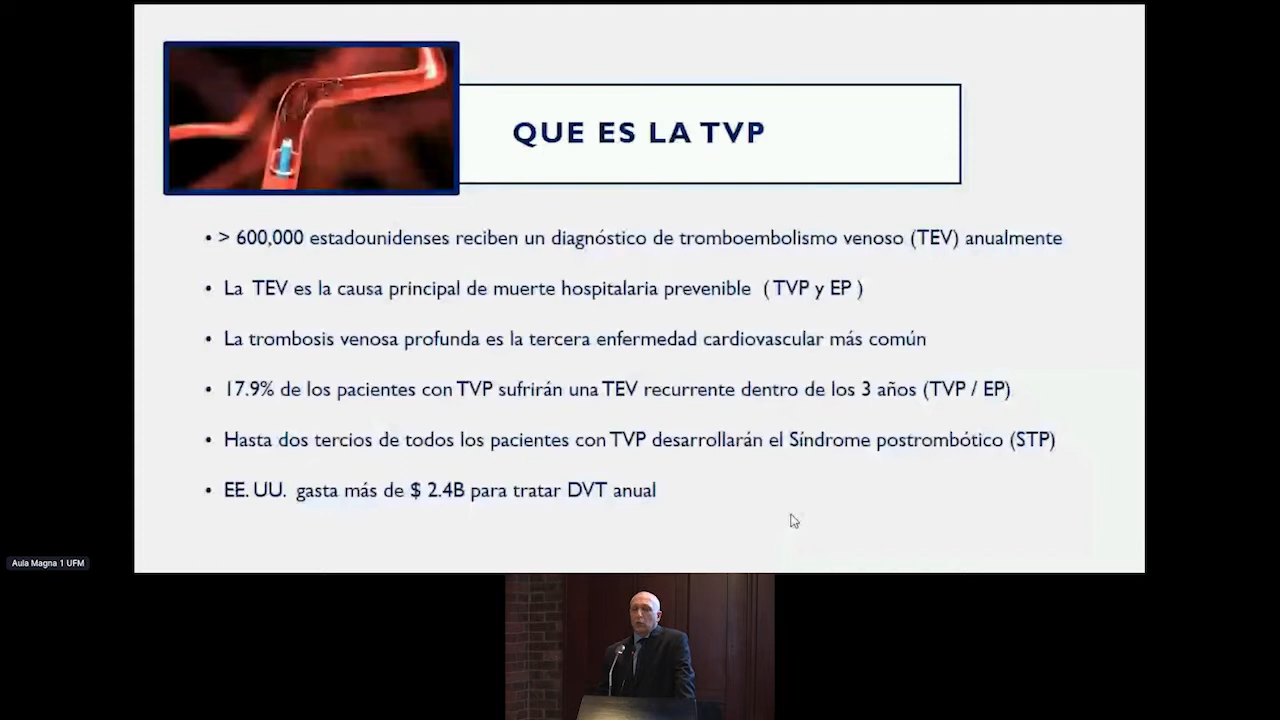 QUE ES LA TVP
• > 600,000 estadounidenses reciben un diagnóstico de tromboembolismo venoso (TEV) anualmente
• La TEV es la causa principal de muerte hospitalaria prevenible ( TVP y EP )
• La trombosis venosa profunda es la tercera enfermedad cardiovascular más común
• 17.9% de los pacientes con TVP sufrirán una TEV recurrente dentro de los 3 años (TVP / EP)
• Hasta dos tercios de todos los pacientes con TVP desarrollarán el Síndrome postrombótico (STP)
• EE. UU. gasta más de $ 2.4B para tratar DVT anual
Aula Magna 1 UFM